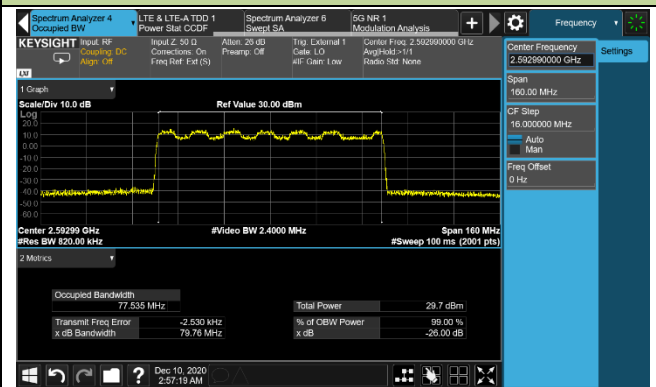 Spectrum Analyzer 4
Occupied BW
LTE & LTE-A TDD 1
Power Stat CCDF
Spectrum Analyzer 6
Swept SA
5G NR 1
Modulation Analysis
Frequency
KEYSIGHT
Input: RF
Coupling: DC
Align: Off
Input Z: 50 Ω
Corrections: On
Freq Ref: Ext (S)
Atten: 26 dB
Preamp: Off
Trig: External 1
Gate: LO
#IF Gain: Low
Center Freq: 2.592990000 GHz
Avg|Hold:>1/1
Radio Std: None
LXI
Center Frequency
2.592990000 GHz
Settings
Span
160.00 MHz
CF Step
16.000000 MHz
Auto
Man
Freq Offset
0 Hz
1 Graph
Scale/Div 10.0 dB
Ref Value 30.00 dBm
Log
20.0
10.0
0.00
-10.0
-20.0
-30.0
-40.0
-50.0
-60.0
Center 2.59299 GHz
#Video BW 2.4000 MHz
Span 160 MHz
#Res BW 820.00 kHz
#Sweep 100 ms (2001 pts)
2 Metrics
Occupied Bandwidth
77.535 MHz
Total Power
29.7 dBm
Transmit Freq Error
-2.530 kHz
% of OBW Power
99.00 %
x dB Bandwidth
79.76 MHz
x dB
-26.00 dB
Dec 10, 2020
2:57:19 AM